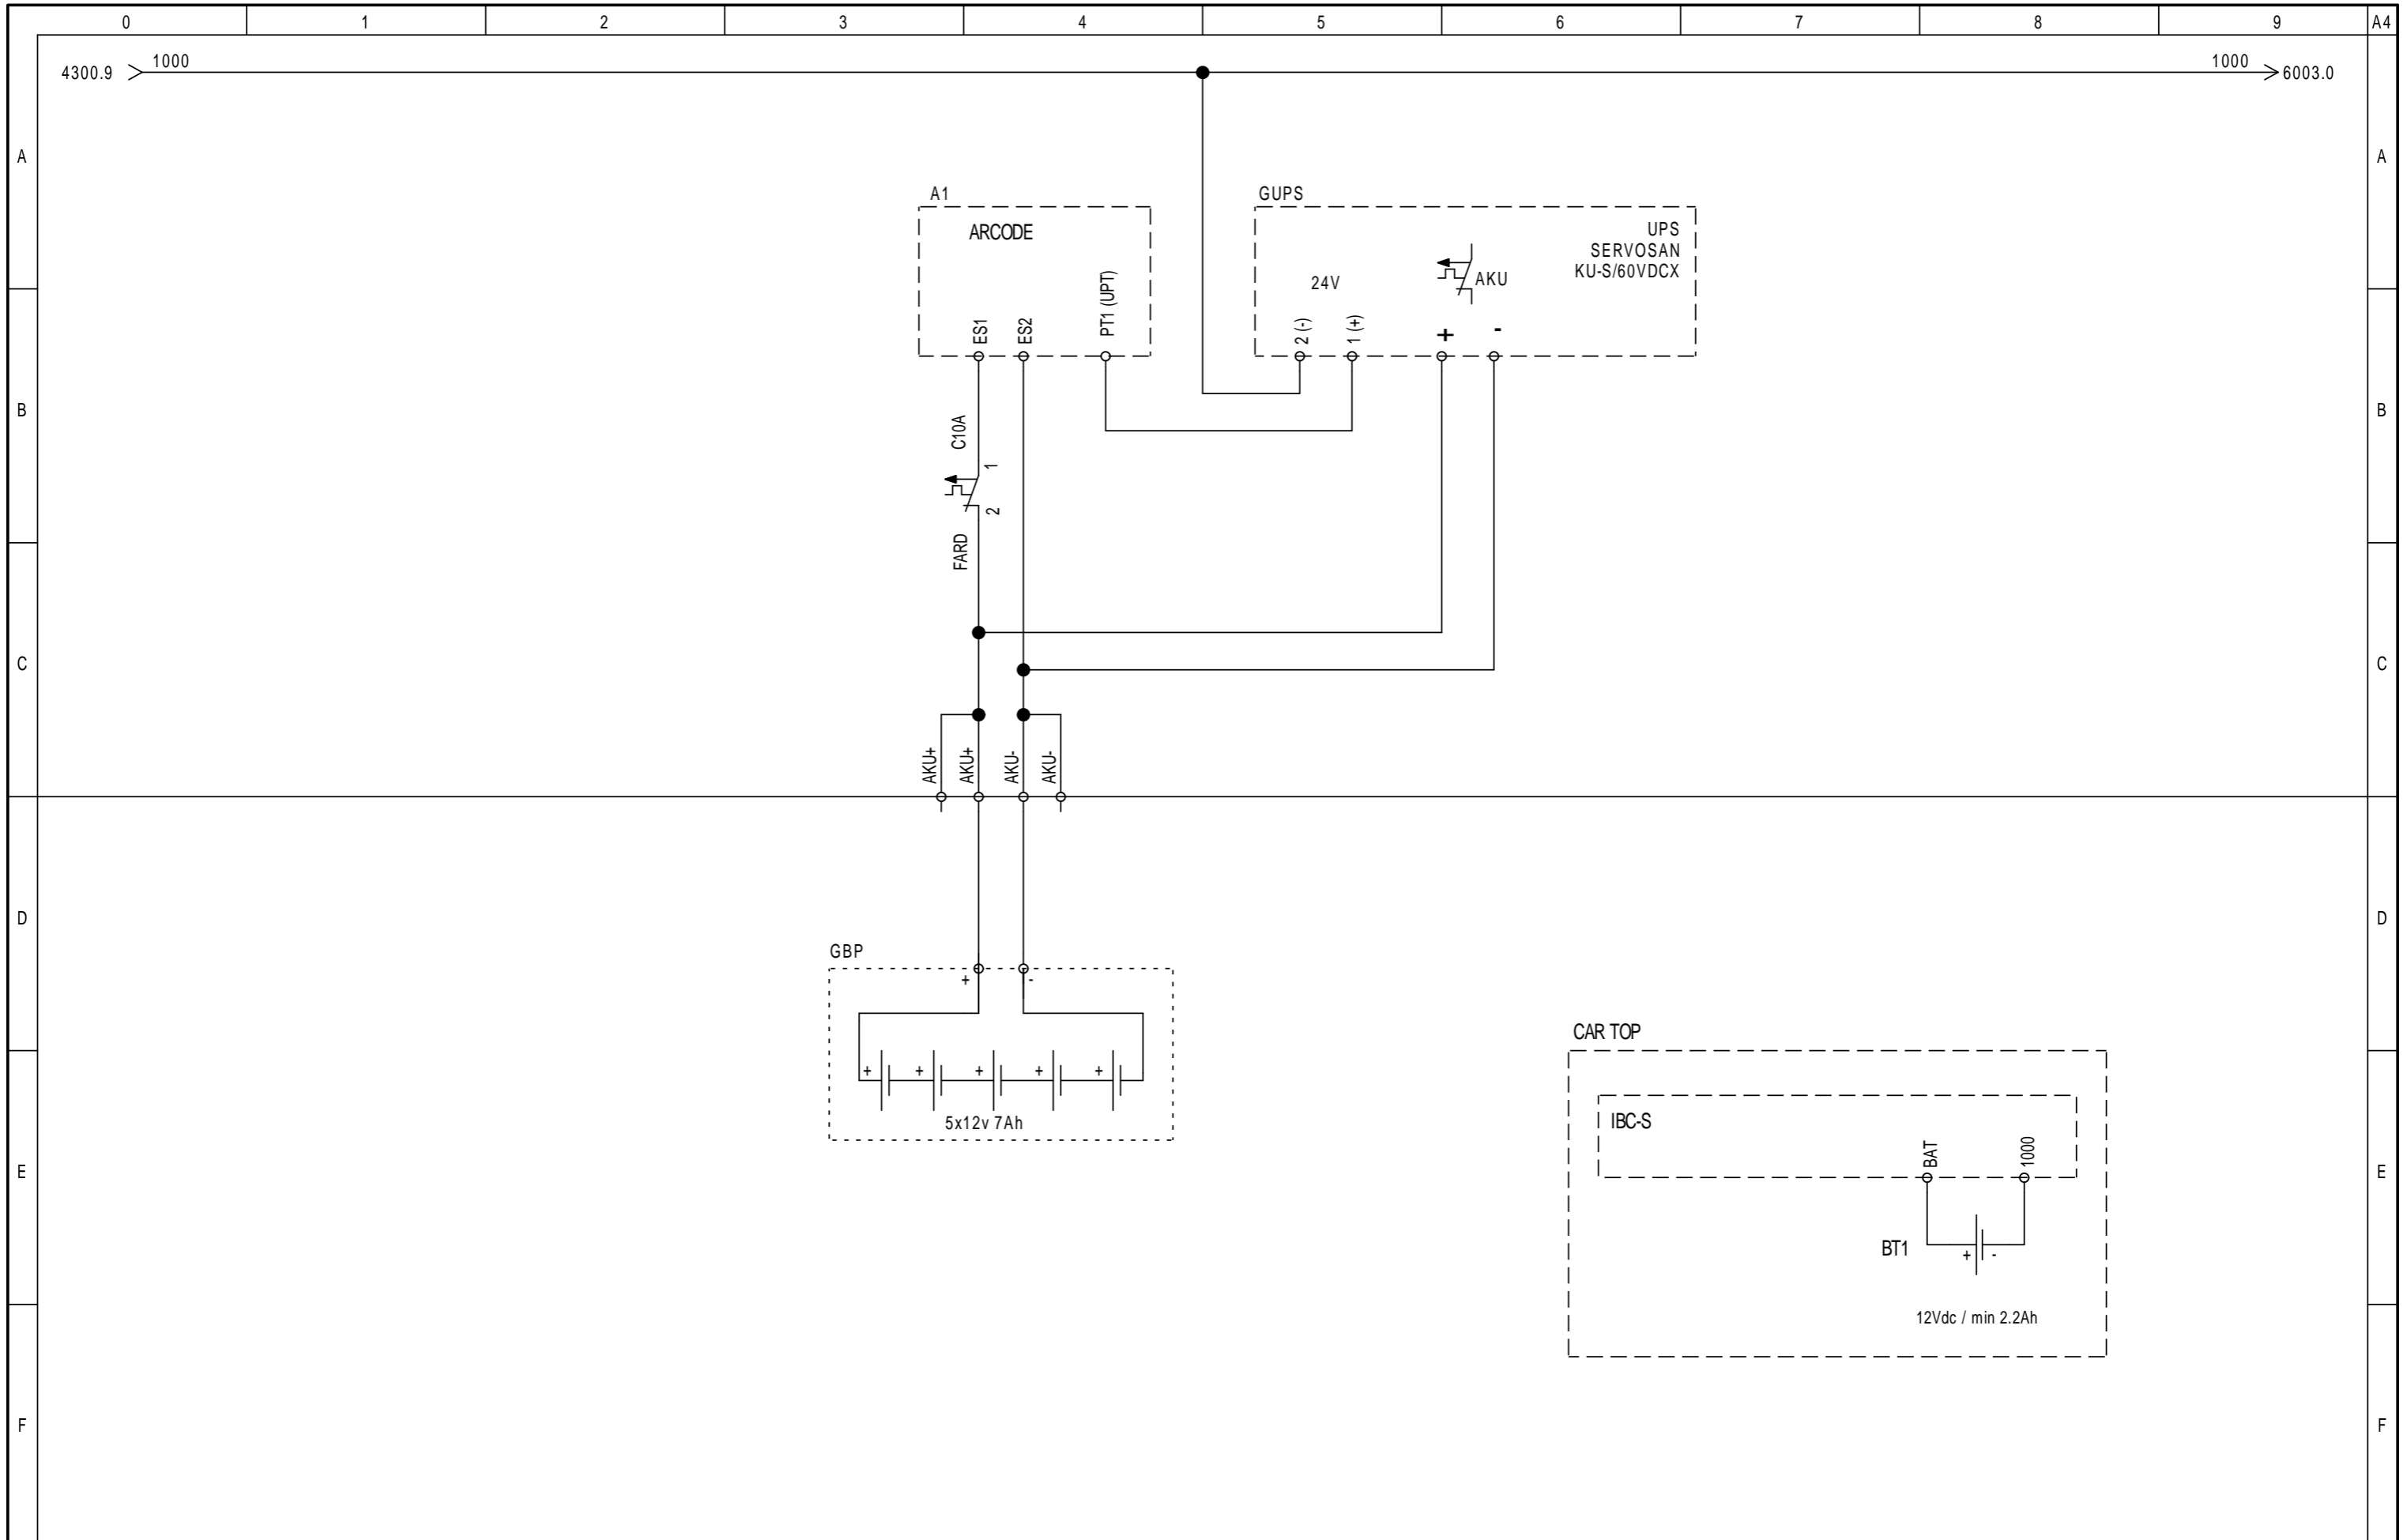 0 1 2 3 4 5 6 7 8 9 A4
4300.9 1000 1000 6003.0
A A
A1 GUPS
ARCODE
UPS
SERVOSAN
KU-S/60VDCX
24V
AKU
PT1 (UPT)
ES1
ES2
2 (-)
1 (+)
+ -
B B
C10A
1
2
FARD
C C
AKU+
AKU+
AKU-
AKU-
D D
GBP
+ -
+ + + + +
5x12v 7Ah
CAR TOP
IBC-S
BAT
1000
E E
BT1
+ -
12Vdc / min 2.2Ah
F F